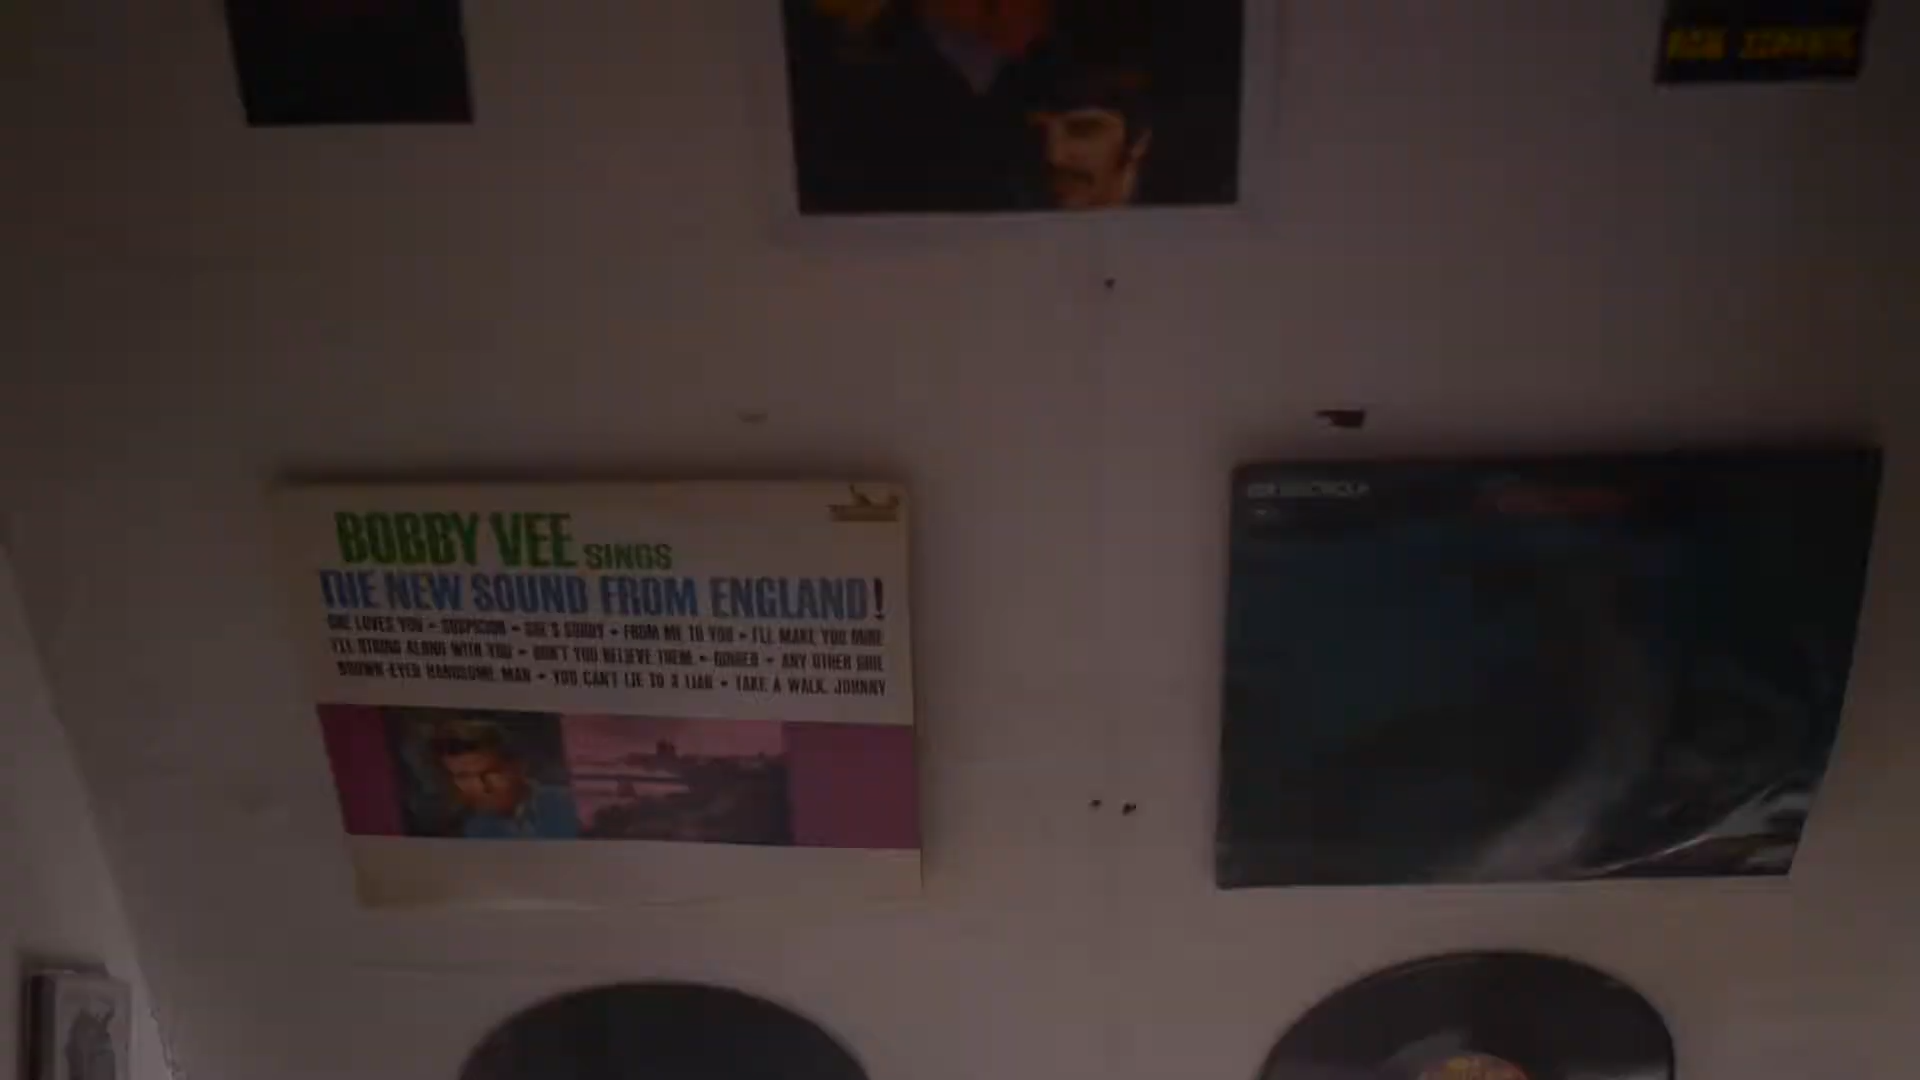 BOBBY VEE SINGS
THE NEW SOUND FROM ENGLAND!
SHE LOVES YOU • SUSPICION • SHE'S SORRY • FROM ME TO YOU • I'LL MAKE YOU MINE
I'LL STRING ALONG WITH YOU • DON'T YOU BELIEVE THEM • GINGER • ANY OTHER GIRL
BROWN-EYED HANDSOME MAN • YOU CAN'T LIE TO A LIAR • TAKE A WALK, JOHNNY